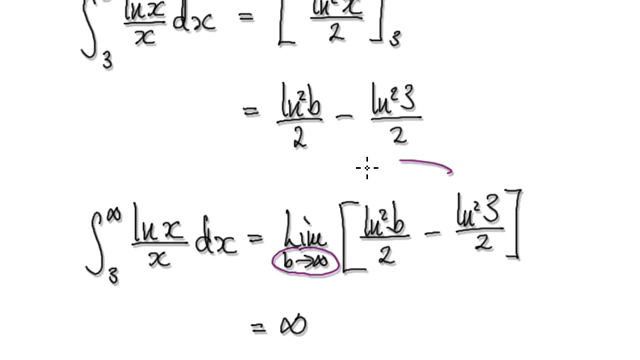 ∫₃ ln x/x dx = [ln²x/2]₃
= ln²b/2 − ln²3/2
∫₃^∞ ln x/x dx = lim b→∞ [ln²b/2 − ln²3/2]
= ∞